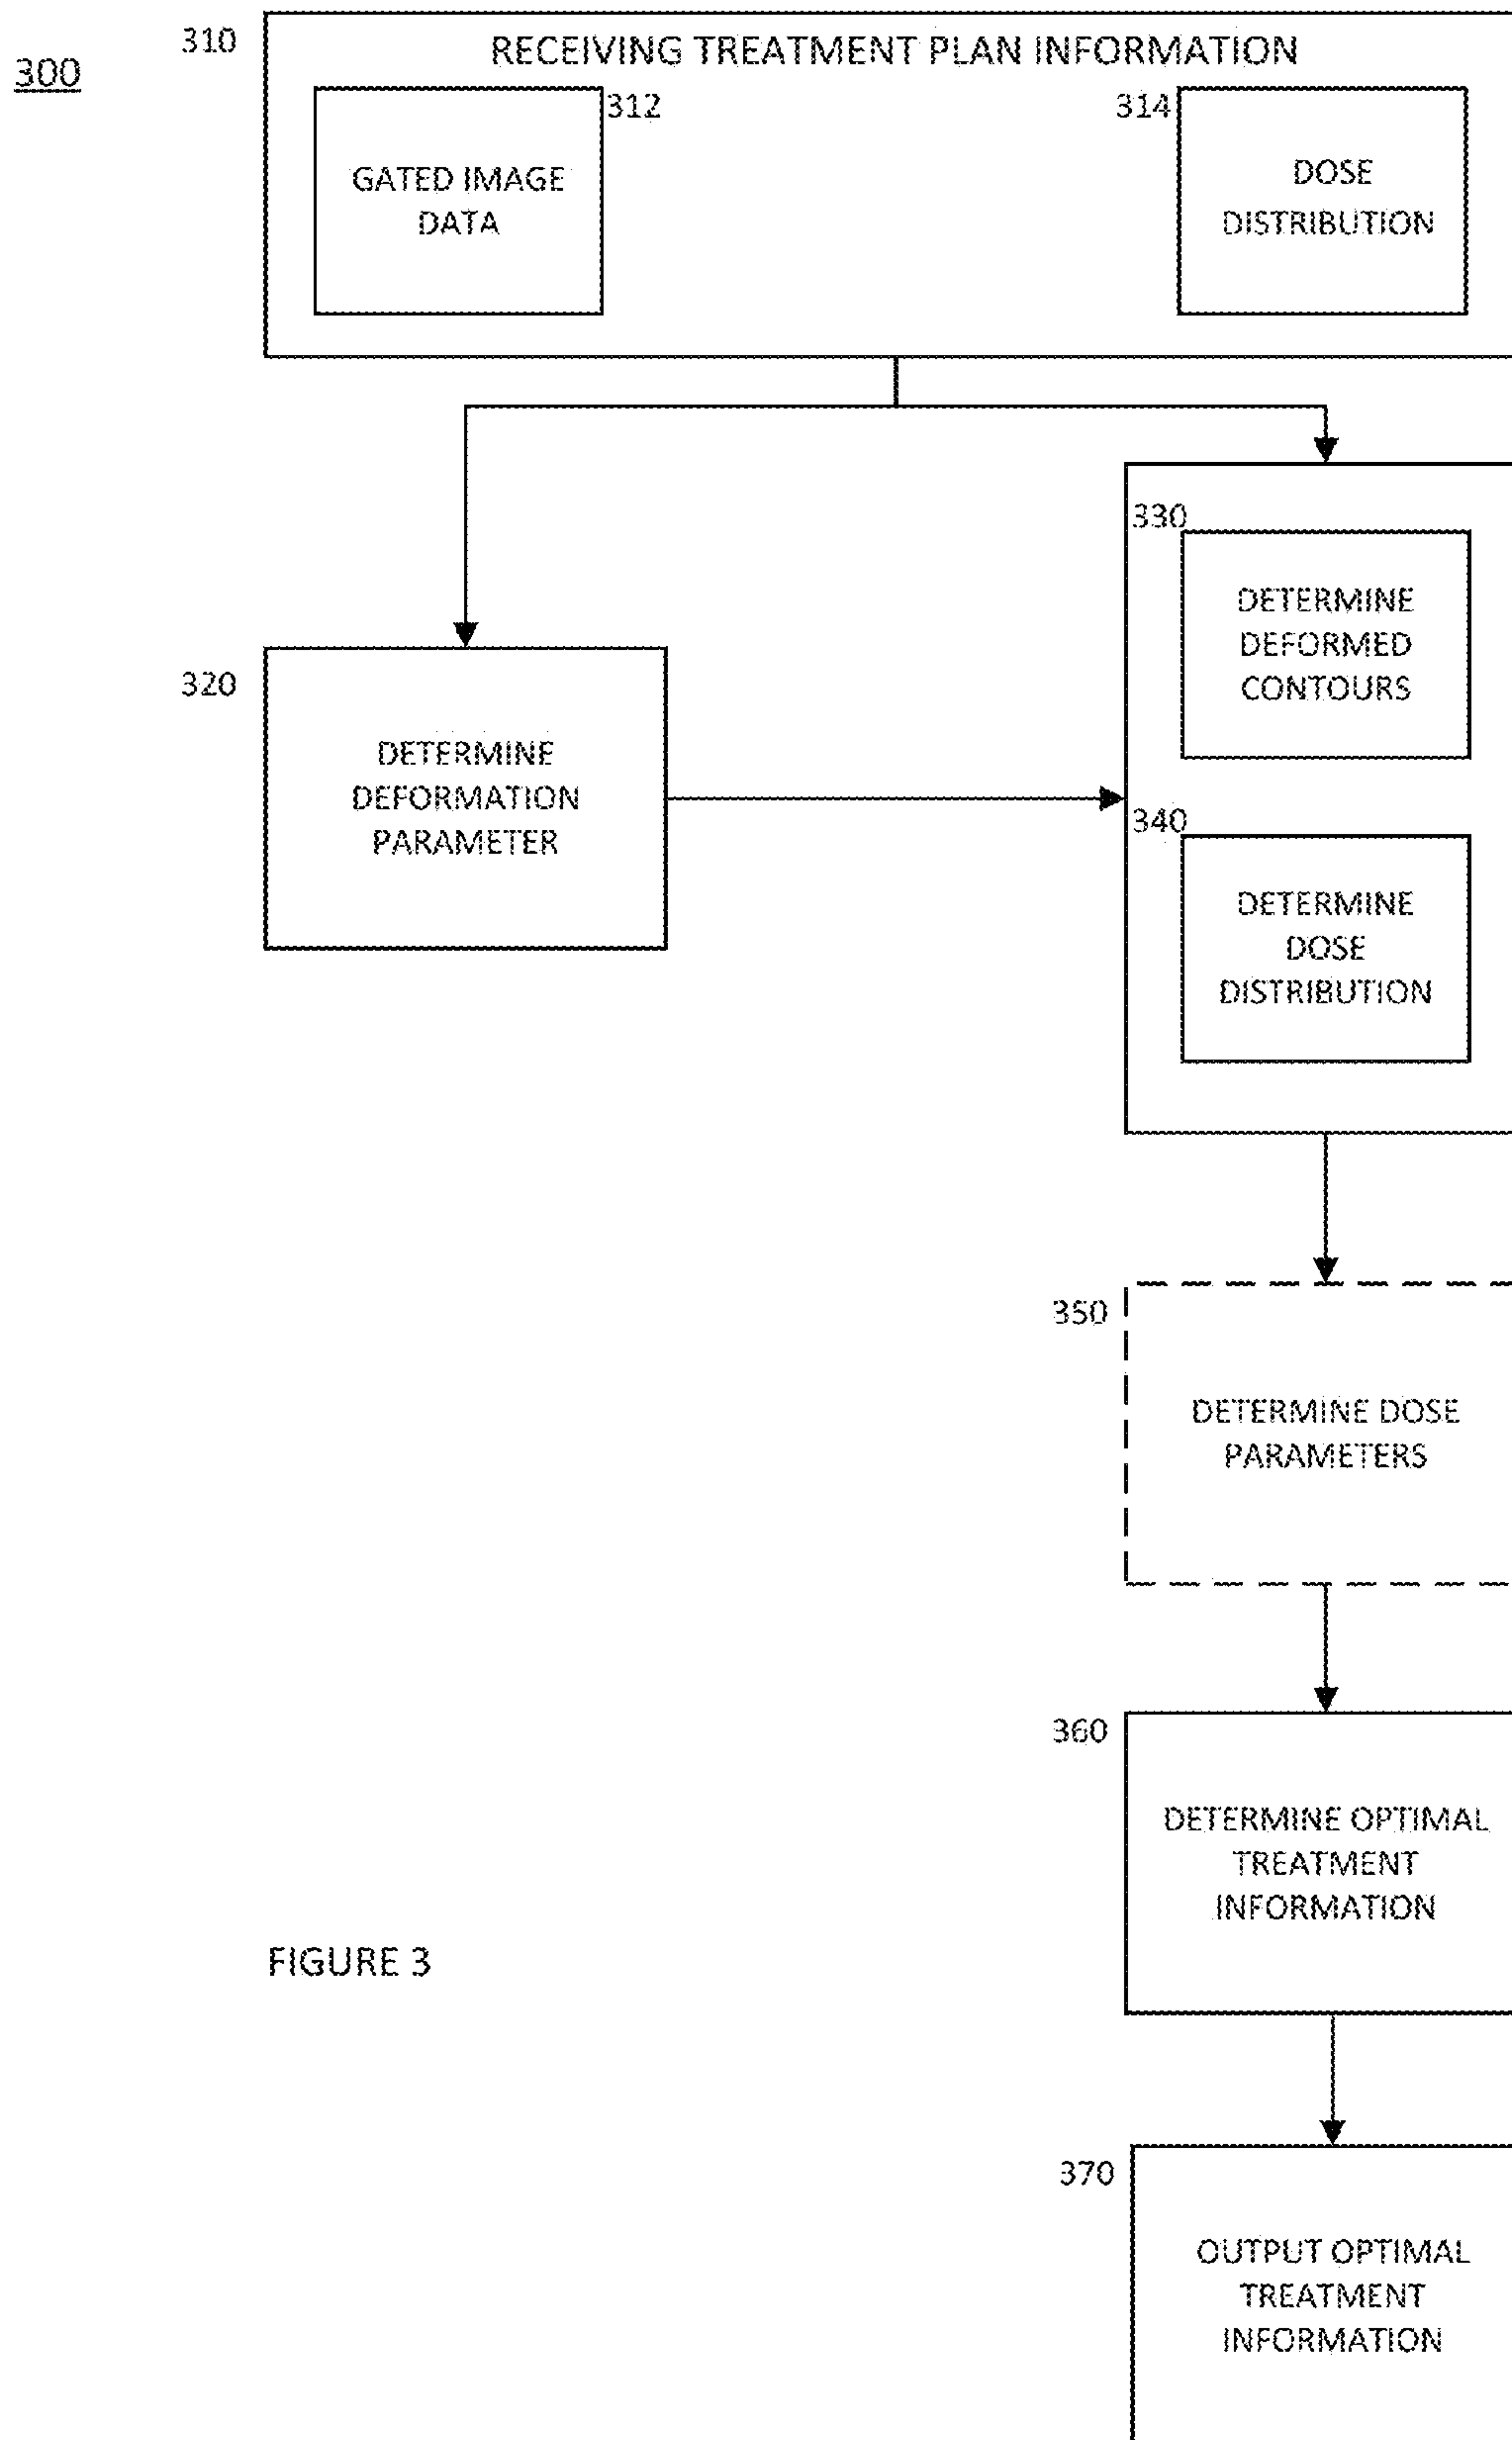 300
310
RECEIVING TREATMENT PLAN INFORMATION
312
GATED IMAGE
DATA
314
DOSE
DISTRIBUTION
330
DETERMINE
DEFORMED
CONTOURS
320
DETERMINE
DEFORMATION
PARAMETER
340
DETERMINE
DOSE
DISTRIBUTION
350
DETERMINE DOSE
PARAMETERS
360
DETERMINE OPTIMAL
TREATMENT
INFORMATION
FIGURE 3
370
OUTPUT OPTIMAL
TREATMENT
INFORMATION